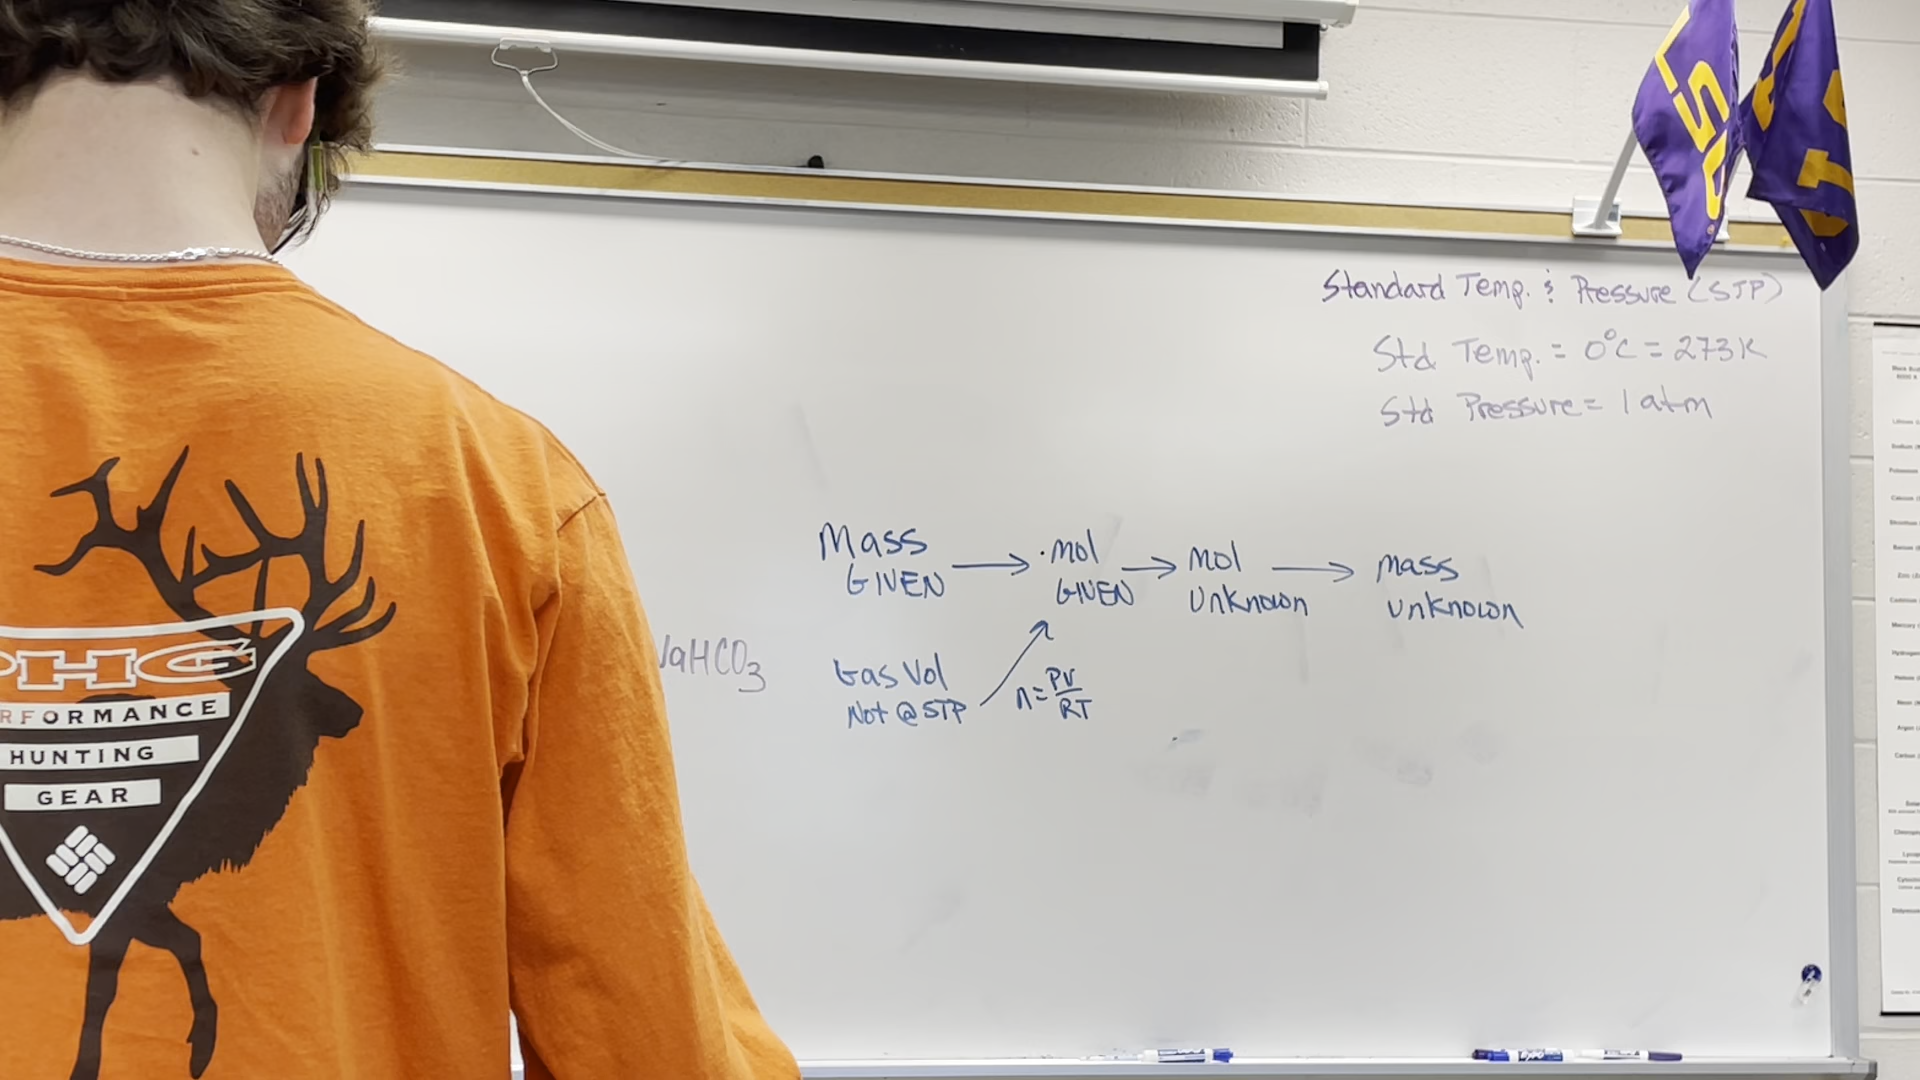 LSU
Standard Temp. & Pressure (STP)
Std Temp. = 0°C = 273K
Std Pressure = 1 atm
Mass → mol → mol → mass
GIVEN GIVEN Unknown unknown
NaHCO3
Gas Vol
Not @ STP
n = PV
RT
PHG
PERFORMANCE
HUNTING
GEAR
EXPO